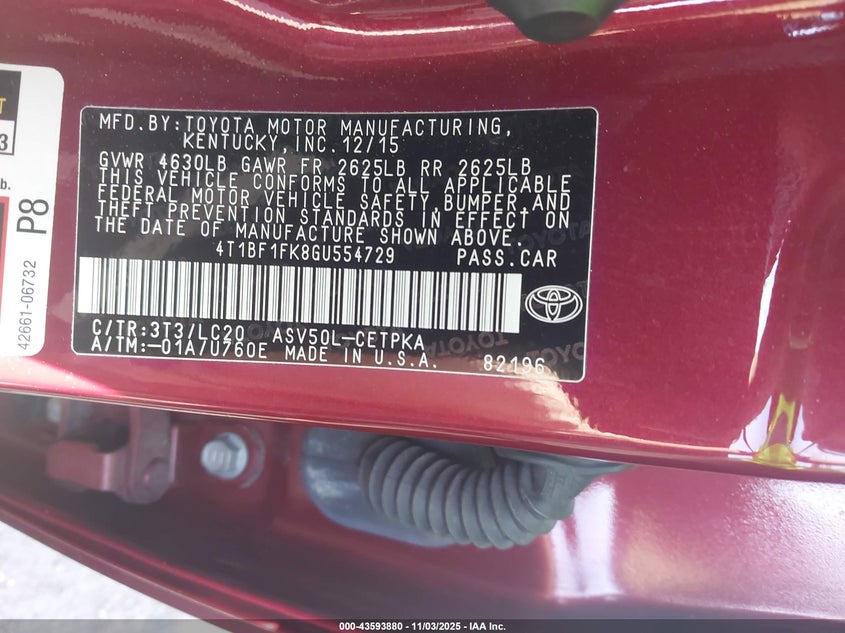 T
3
b.
P8
42661-06732
MFD.BY:TOYOTA MOTOR MANUFACTURING,
KENTUCKY,INC.12/15
GVWR 4630LB GAWR FR 2625LB RR 2625LB
THIS VEHICLE CONFORMS TO ALL APPLICABLE
FEDERAL MOTOR VEHICLE SAFETY,BUMPER,AND
THEFT PREVENTION STANDARDS IN EFFECT ON
THE DATE OF MANUFACTURE SHOWN ABOVE.
4T1BF1FK8GU554729 PASS.CAR
C/TR:3T3/LC20 ASV50L-CETPKA
A/TM:-01A/U760E MADE IN U.S.A. 82196
000-43593880 - 11/03/2025 - IAA Inc.